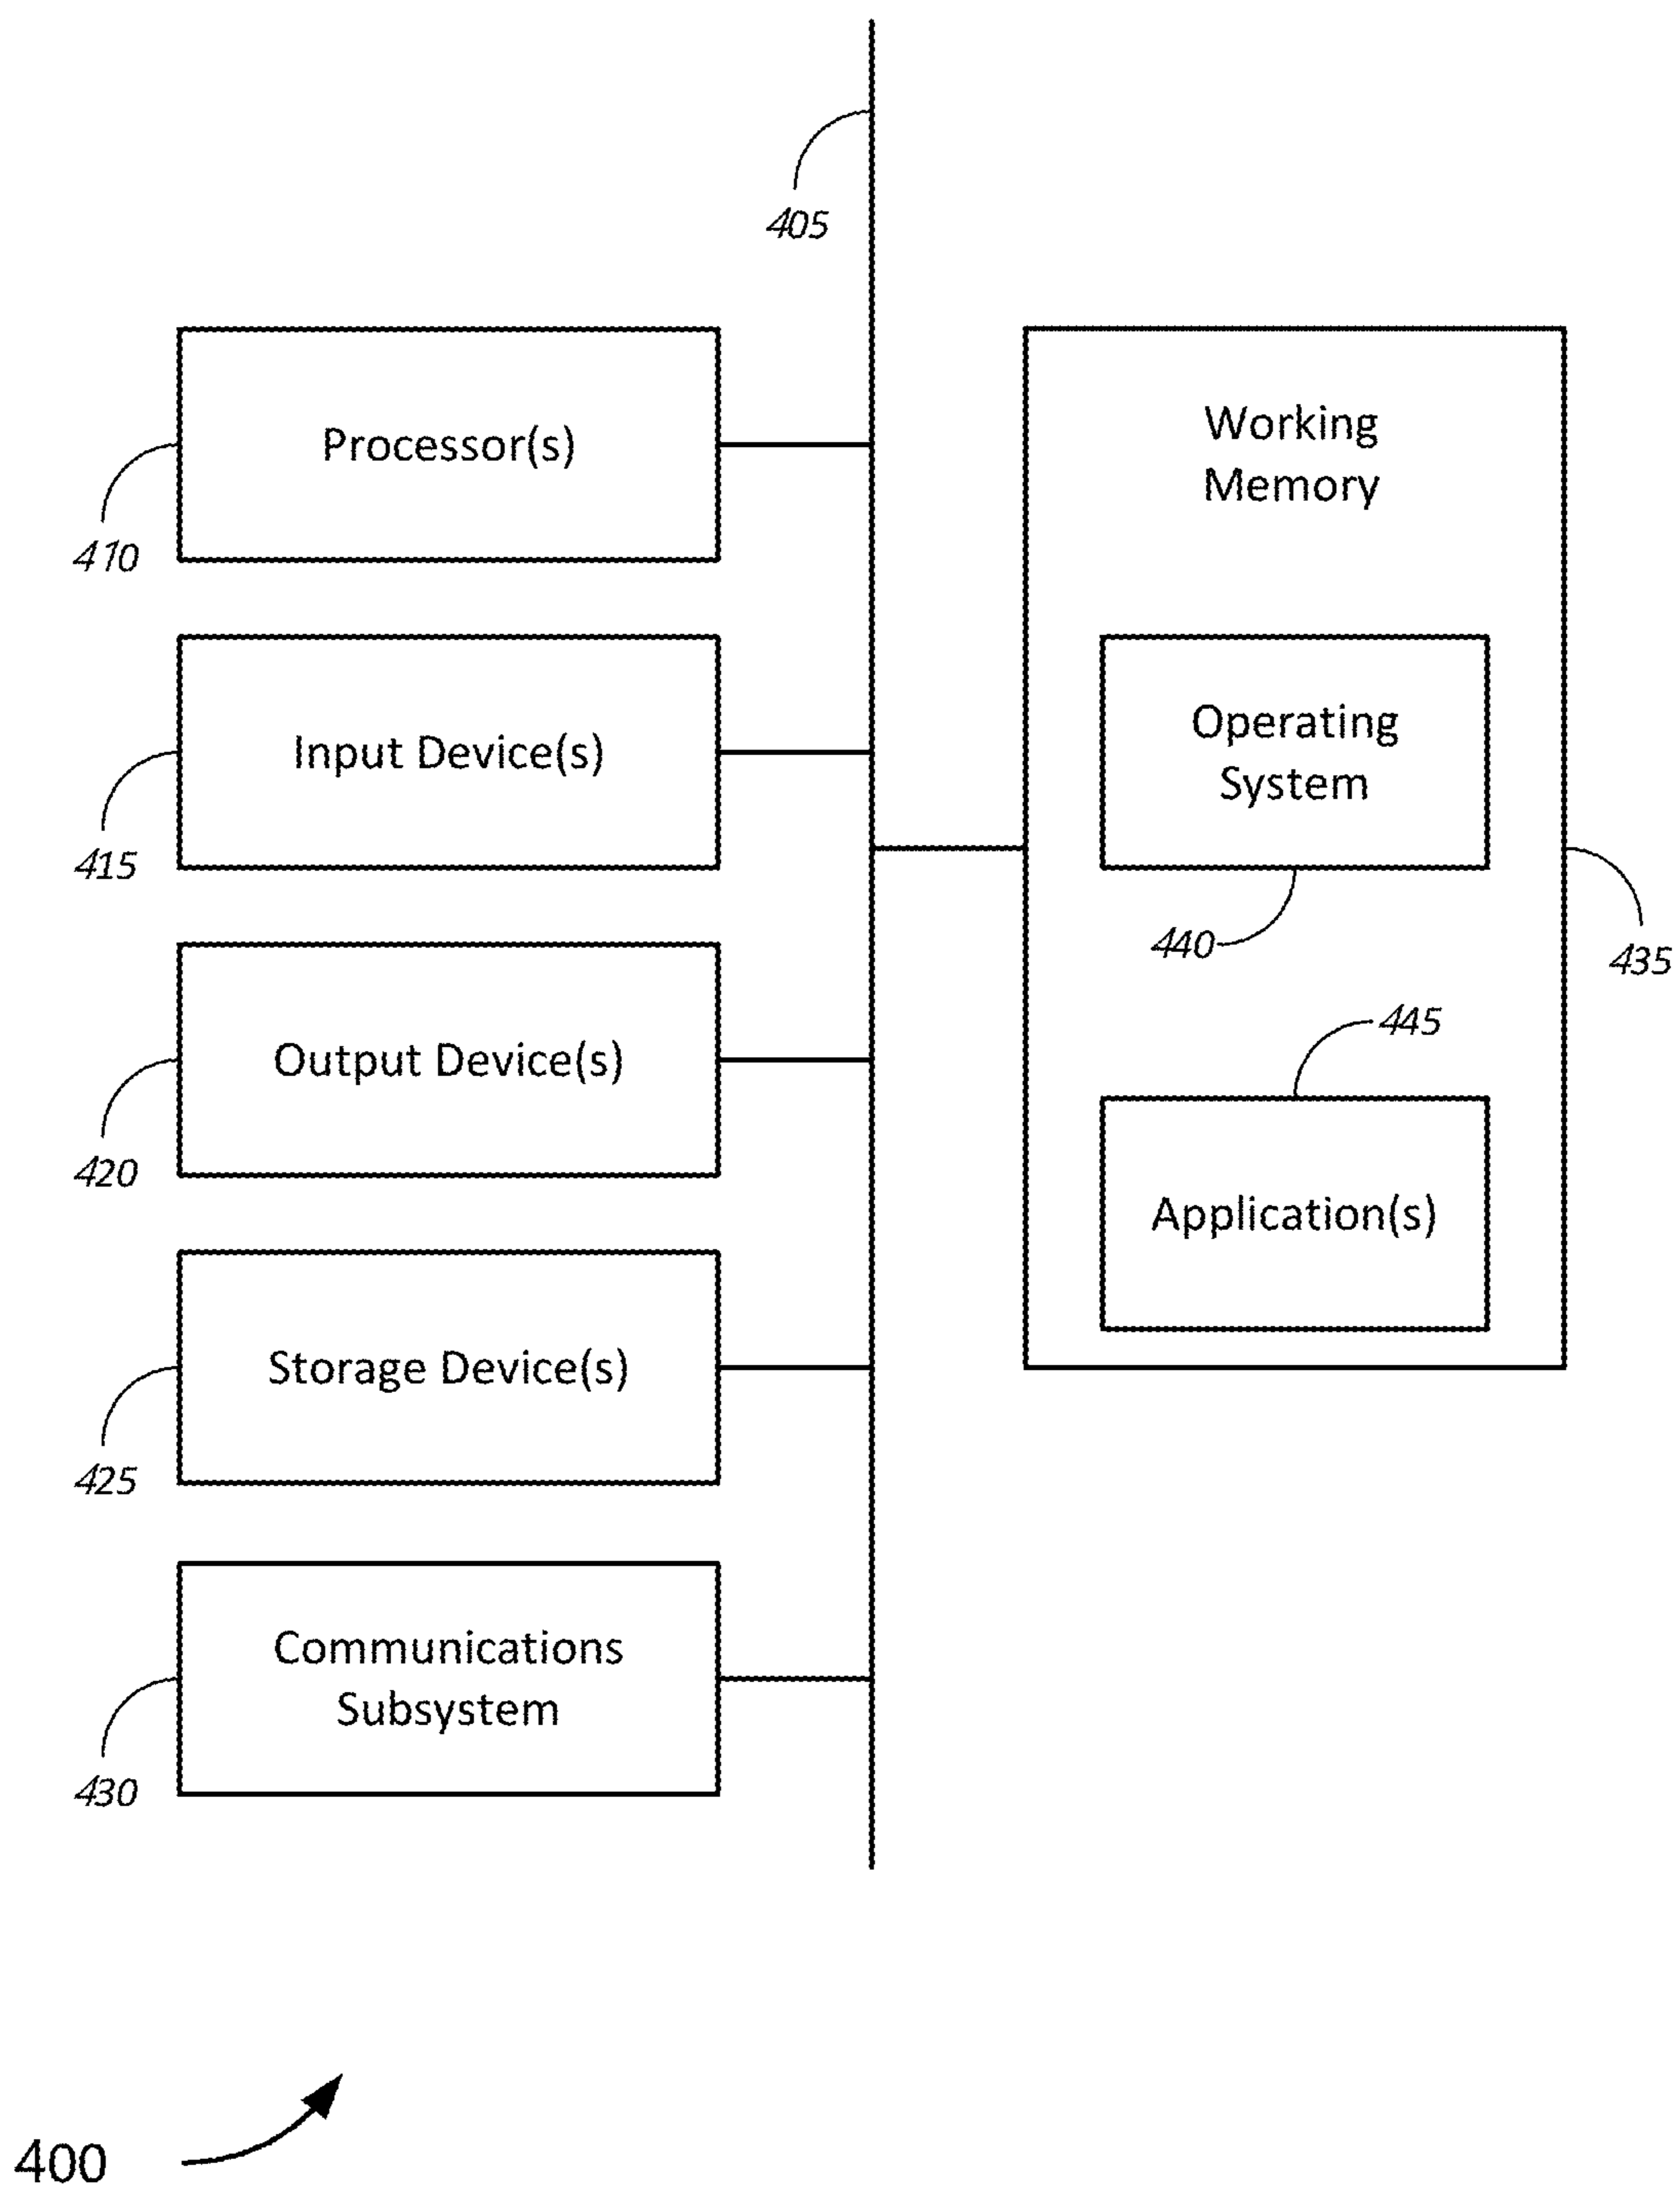 405
Processor(s)
410
Input Device(s)
415
Output Device(s)
420
Storage Device(s)
425
Communications
Subsystem
430
Working
Memory
Operating
System
440
435
445
Application(s)
400